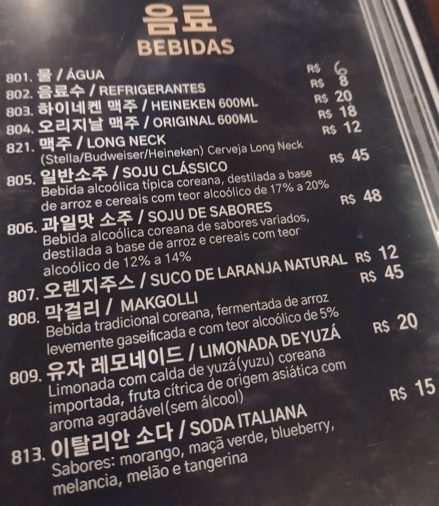 음료
BEBIDAS
801. 물 / ÁGUA R$ 6
802. 음료수 / REFRIGERANTES R$ 8
803. 하이네켄 맥주 / HEINEKEN 600ML R$ 20
804. 오리지날 맥주 / ORIGINAL 600ML R$ 18
821. 맥주 / LONG NECK R$ 12
(Stella/Budweiser/Heineken) Cerveja Long Neck
805. 일반소주 / SOJU CLÁSSICO R$ 45
Bebida alcoólica típica coreana, destilada a base
de arroz e cereais com teor alcoólico de 17% a 20%
806. 과일맛 소주 / SOJU DE SABORES R$ 48
Bebida alcoólica coreana de sabores variados,
destilada a base de arroz e cereais com teor
alcoólico de 12% a 14%
807. 오렌지주스 / SUCO DE LARANJA NATURAL R$ 12
808. 막걸리 / MAKGOLLI R$ 45
Bebida tradicional coreana, fermentada de arroz
levemente gaseificada e com teor alcoólico de 5%
809. 유자 레모네이드 / LIMONADA DE YUZÁ R$ 20
Limonada com calda de yuzá(yuzu) coreana
importada, fruta cítrica de origem asiática com
aroma agradável(sem álcool)
813. 이탈리안 소다 / SODA ITALIANA R$ 15
Sabores: morango, maçã verde, blueberry,
melancia, melão e tangerina